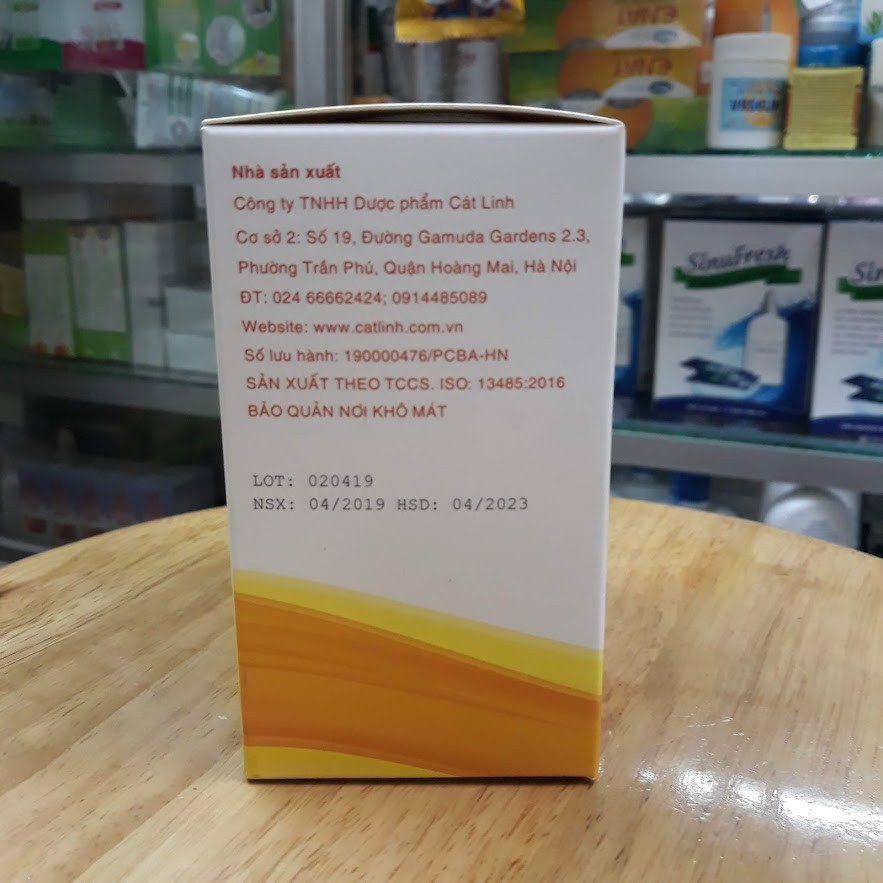 Nhà sản xuất
Công ty TNHH Dược phẩm Cát Linh
Cơ sở 2: Số 19, Đường Gamuda Gardens 2.3,
Phường Trần Phú, Quận Hoàng Mai, Hà Nội
ĐT: 024 66662424; 0914485089
Website: www.catlinh.com.vn
Số lưu hành: 190000476/PCBA-HN
SẢN XUẤT THEO TCCS. ISO: 13485:2016
BẢO QUẢN NƠI KHÔ MÁT
LOT: 020419
NSX: 04/2019 HSD: 04/2023
SinuFresh